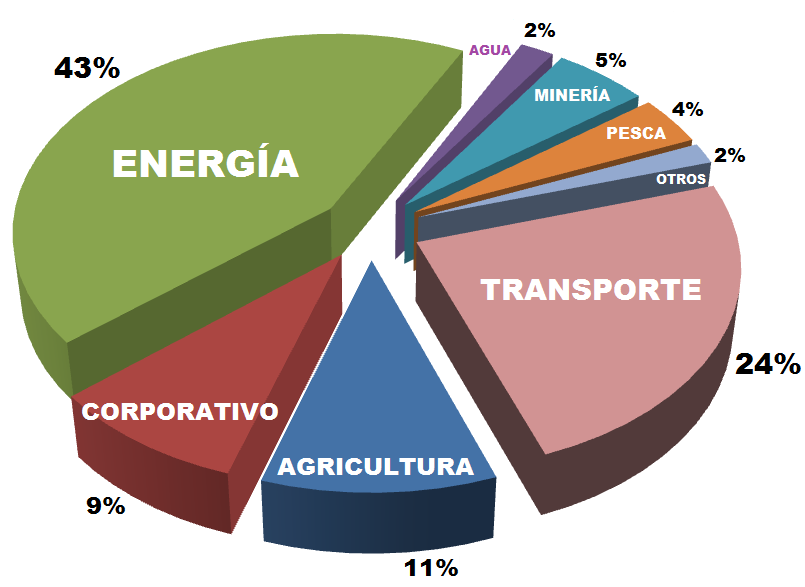 AGUA
2%
5%
MINERÍA
4%
PESCA
2%
OTROS
43%
ENERGÍA
TRANSPORTE
24%
CORPORATIVO
9%
AGRICULTURA
11%